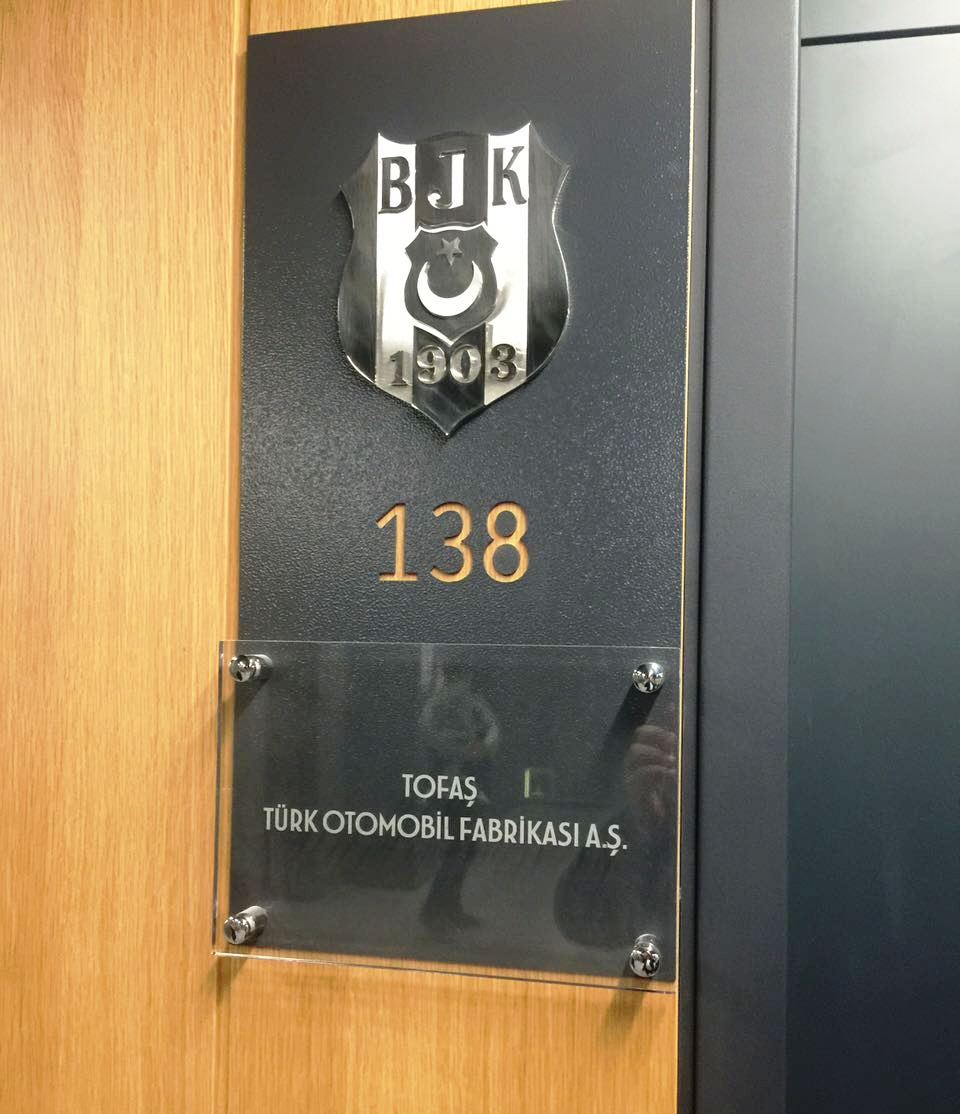 BJK
1903
138
TOFAŞ
TÜRK OTOMOBİL FABRİKASI A.Ş.